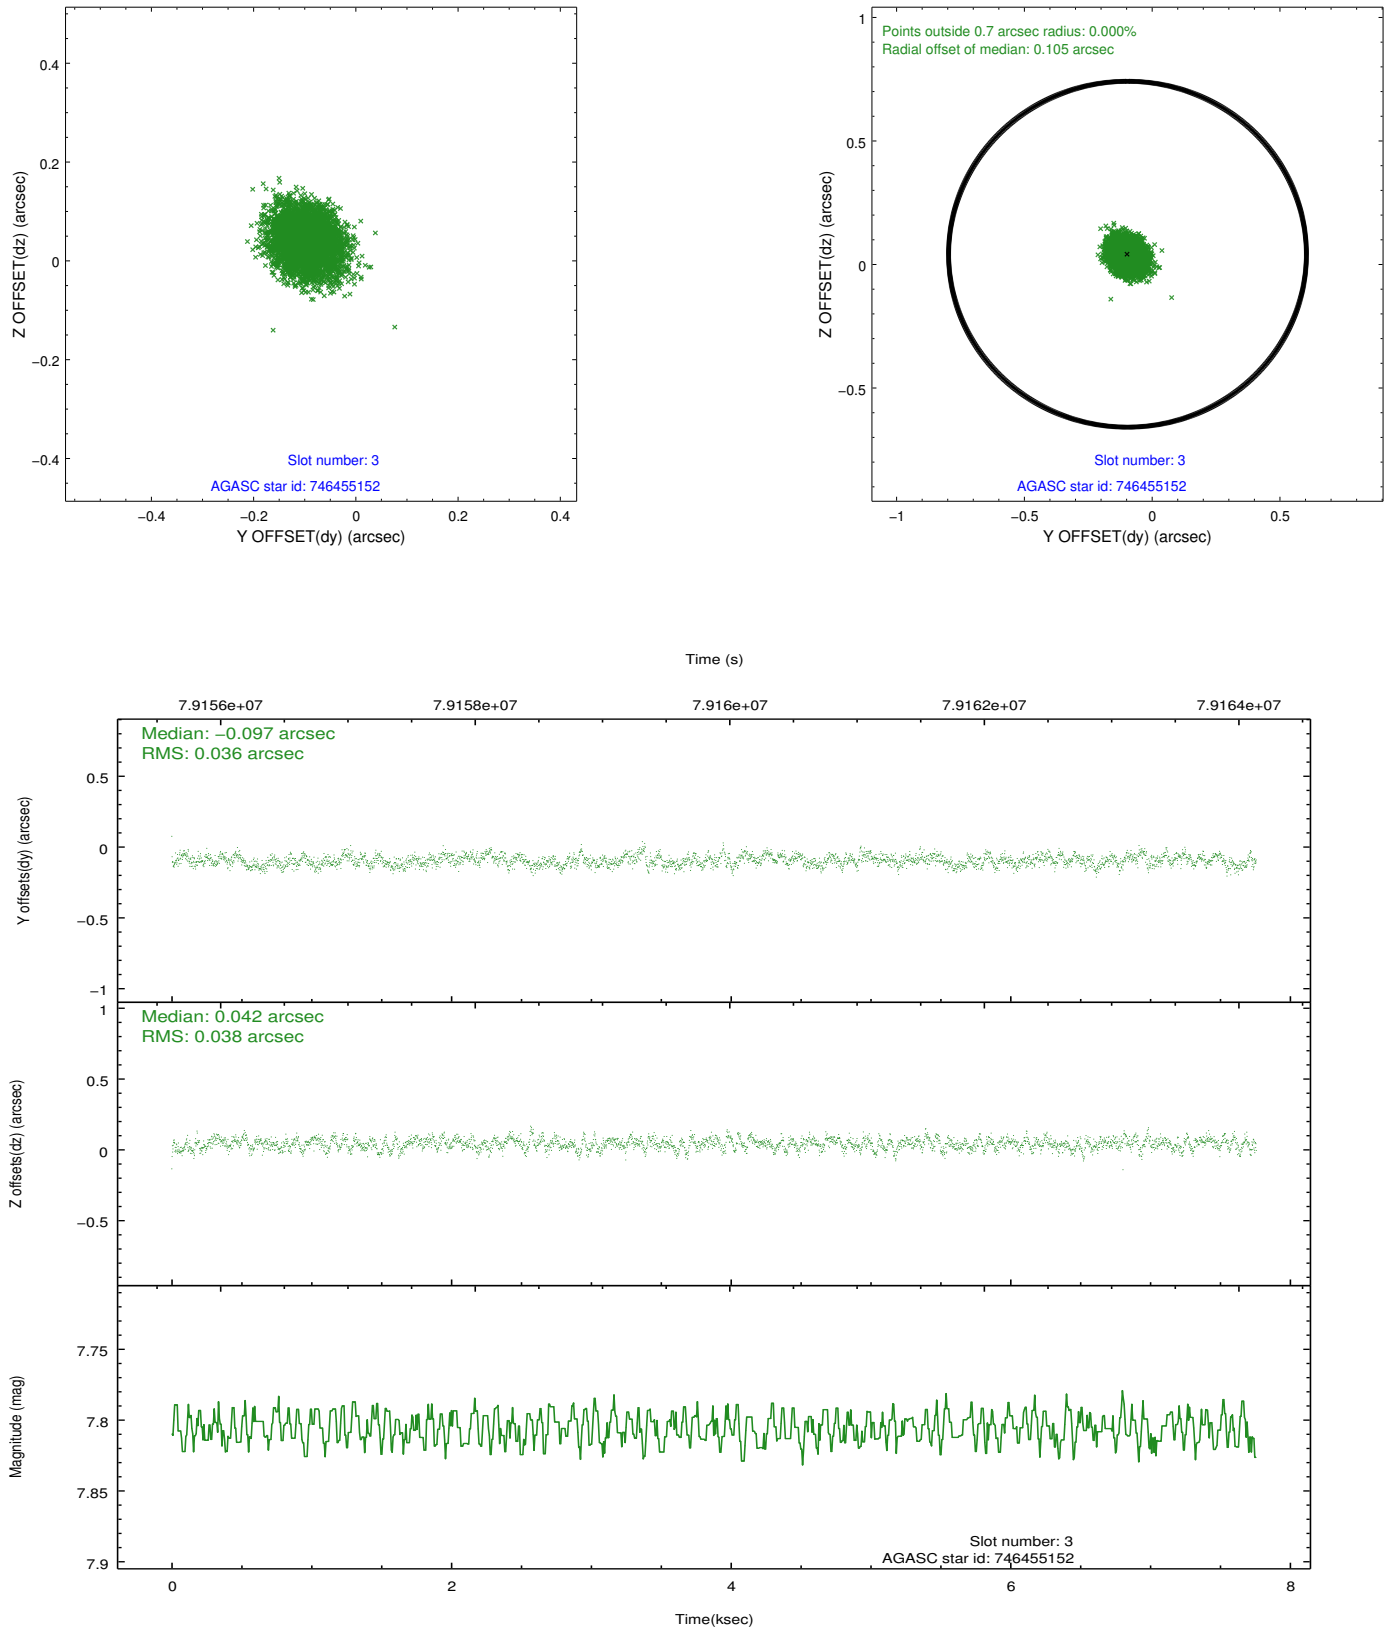 0.4
0.2
0
−0.2
−0.4
Z OFFSET(dz) (arcsec)
Slot number: 3
AGASC star id: 746455152
−0.4
−0.2
0
0.2
0.4
Y OFFSET(dy) (arcsec)
Points outside 0.7 arcsec radius: 0.000%
Radial offset of median: 0.105 arcsec
1
0.5
0
−0.5
Z OFFSET(dz) (arcsec)
Slot number: 3
AGASC star id: 746455152
−1
−0.5
0
0.5
Y OFFSET(dy) (arcsec)
Time (s)
7.9156e+07
7.9158e+07
7.916e+07
7.9162e+07
7.9164e+07
Median: −0.097 arcsec
RMS: 0.036 arcsec
0.5
0
−0.5
−1
Y offsets(dy) (arcsec)
Median: 0.042 arcsec
RMS: 0.038 arcsec
1
0.5
0
−0.5
Z offsets(dz) (arcsec)
7.75
7.8
7.85
7.9
Magnitude (mag)
Slot number: 3
AGASC star id: 746455152
0
2
4
6
8
Time(ksec)